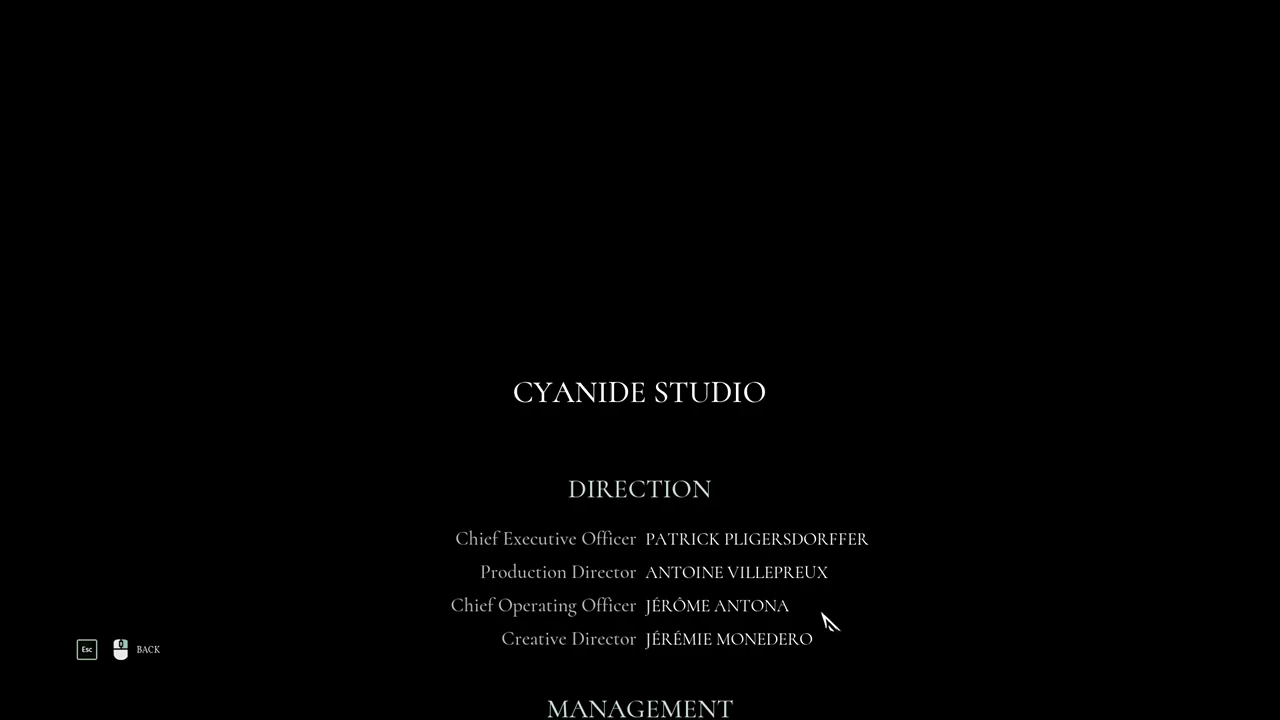 CYANIDE STUDIO
DIRECTION
Chief Executive Officer PATRICK PLIGERSDORFFER
Production Director ANTOINE VILLEPREUX
Chief Operating Officer JÉRÔME ANTONA
Creative Director JÉRÉMIE MONEDERO
Esc BACK
MANAGEMENT